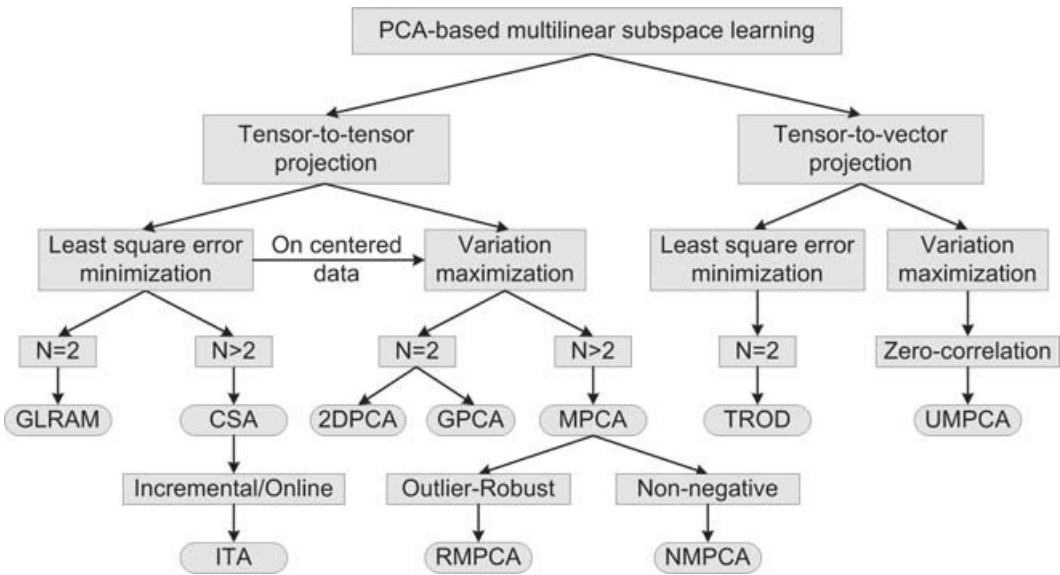 PCA-based multilinear subspace learning
Tensor-to-tensor
projection
Tensor-to-vector
projection
Least square error
minimization
On centered
data
Variation
maximization
Least square error
minimization
Variation
maximization
N=2
N>2
N=2
N>2
N=2
Zero-correlation
GLRAM
CSA
2DPCA
GPCA
MPCA
TROD
UMPCA
Incremental/Online
Outlier-Robust
Non-negative
ITA
RMPCA
NMPCA